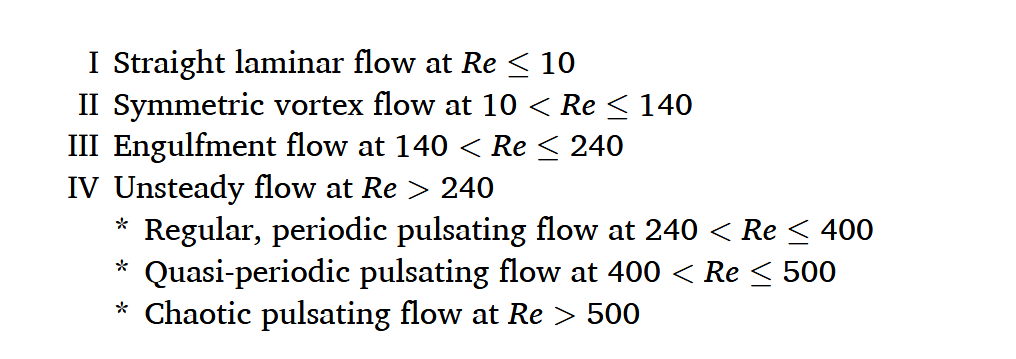 I Straight laminar flow at Re ≤ 10
II Symmetric vortex flow at 10 < Re ≤ 140
III Engulfment flow at 140 < Re ≤ 240
IV Unsteady flow at Re > 240
* Regular, periodic pulsating flow at 240 < Re ≤ 400
* Quasi-periodic pulsating flow at 400 < Re ≤ 500
* Chaotic pulsating flow at Re > 500